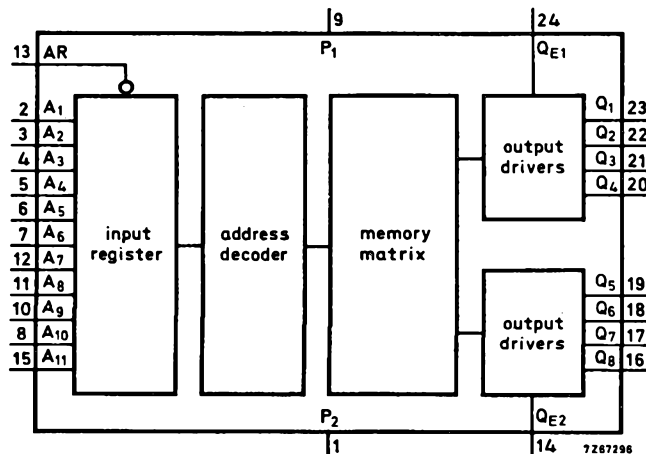 9 24
P1 QE1
13 AR
2 A1
3 A2
4 A3
5 A4
6 A5
7 A6
12 A7
11 A8
10 A9
8 A10
15 A11
input
register
address
decoder
memory
matrix
output
drivers
Q1 23
Q2 22
Q3 21
Q4 20
output
drivers
Q5 19
Q6 18
Q7 17
Q8 16
P2 QE2
1 14
7Z67296